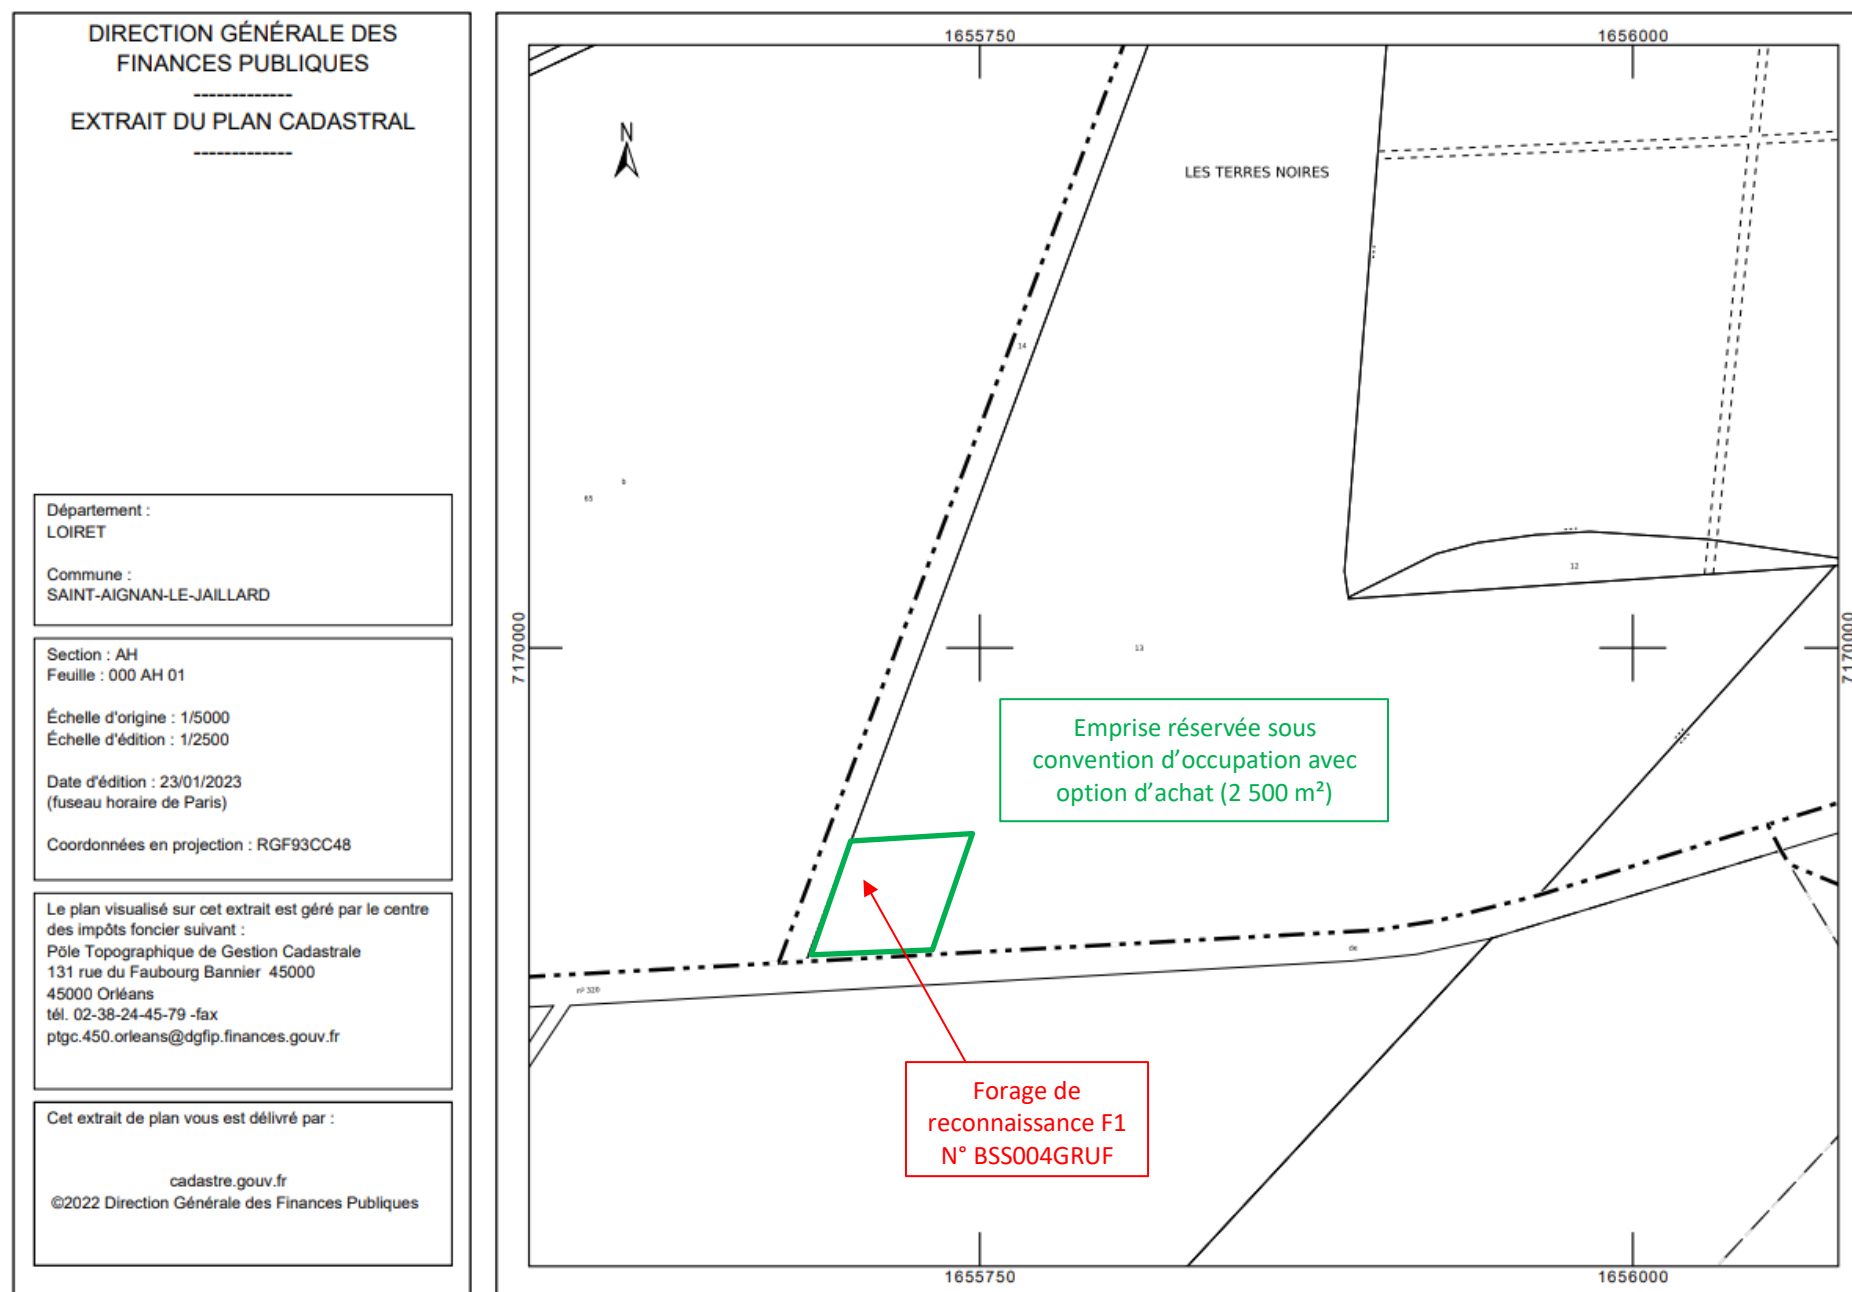 DIRECTION GÉNÉRALE DES
FINANCES PUBLIQUES
-------------
EXTRAIT DU PLAN CADASTRAL
-------------
Département :
LOIRET
Commune :
SAINT-AIGNAN-LE-JAILLARD
Section : AH
Feuille : 000 AH 01
Échelle d'origine : 1/5000
Échelle d'édition : 1/2500
Date d'édition : 23/01/2023
(fuseau horaire de Paris)
Coordonnées en projection : RGF93CC48
Le plan visualisé sur cet extrait est géré par le centre
des impôts foncier suivant :
Pôle Topographique de Gestion Cadastrale
131 rue du Faubourg Bannier 45000
45000 Orléans
tél. 02-38-24-45-79 -fax
ptgc.450.orleans@dgfip.finances.gouv.fr
Cet extrait de plan vous est délivré par :
cadastre.gouv.fr
©2022 Direction Générale des Finances Publiques
1655750
1656000
N
LES TERRES NOIRES
14
65
b
12
7170000
13
7170000
Emprise réservée sous
convention d'occupation avec
option d'achat (2 500 m²)
de
n° 320
Forage de
reconnaissance F1
N° BSS004GRUF
1655750
1656000